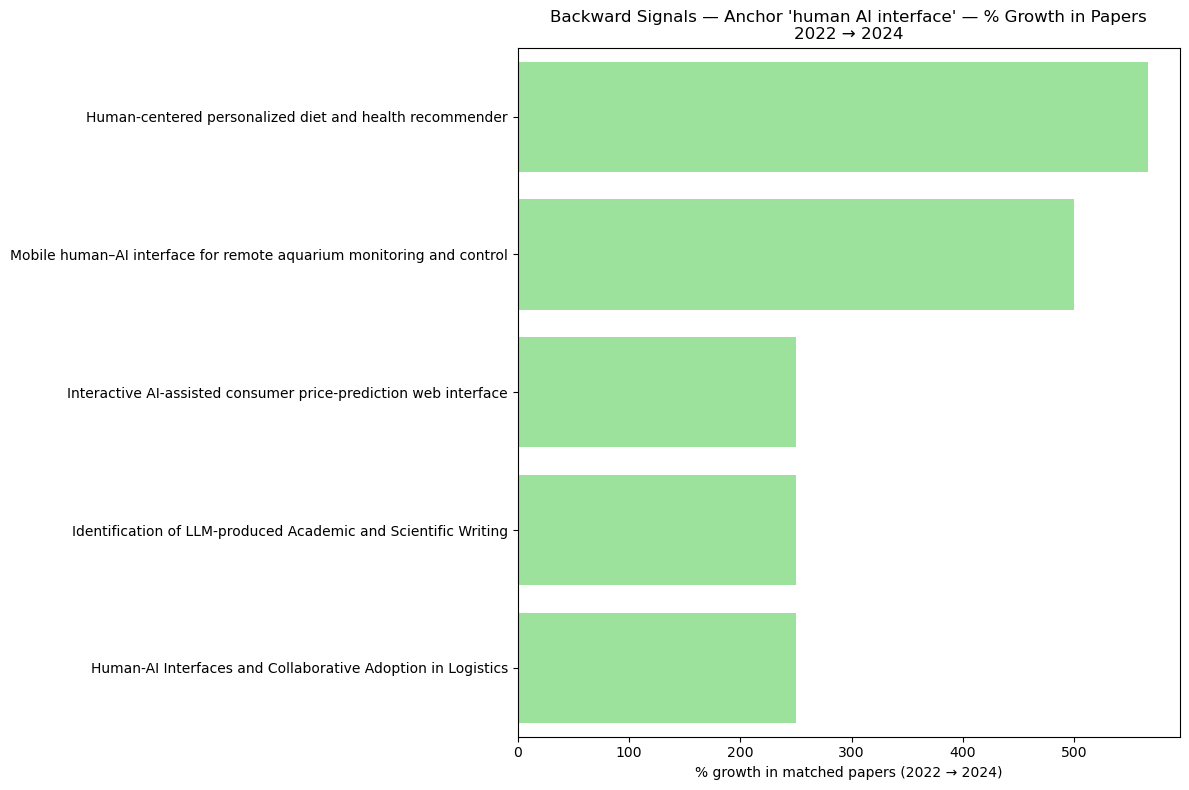 Backward Signals — Anchor 'human AI interface' — % Growth in Papers
2022 → 2024
Human-centered personalized diet and health recommender
Mobile human–AI interface for remote aquarium monitoring and control
Interactive AI-assisted consumer price-prediction web interface
Identification of LLM-produced Academic and Scientific Writing
Human-AI Interfaces and Collaborative Adoption in Logistics
0 100 200 300 400 500
% growth in matched papers (2022 → 2024)